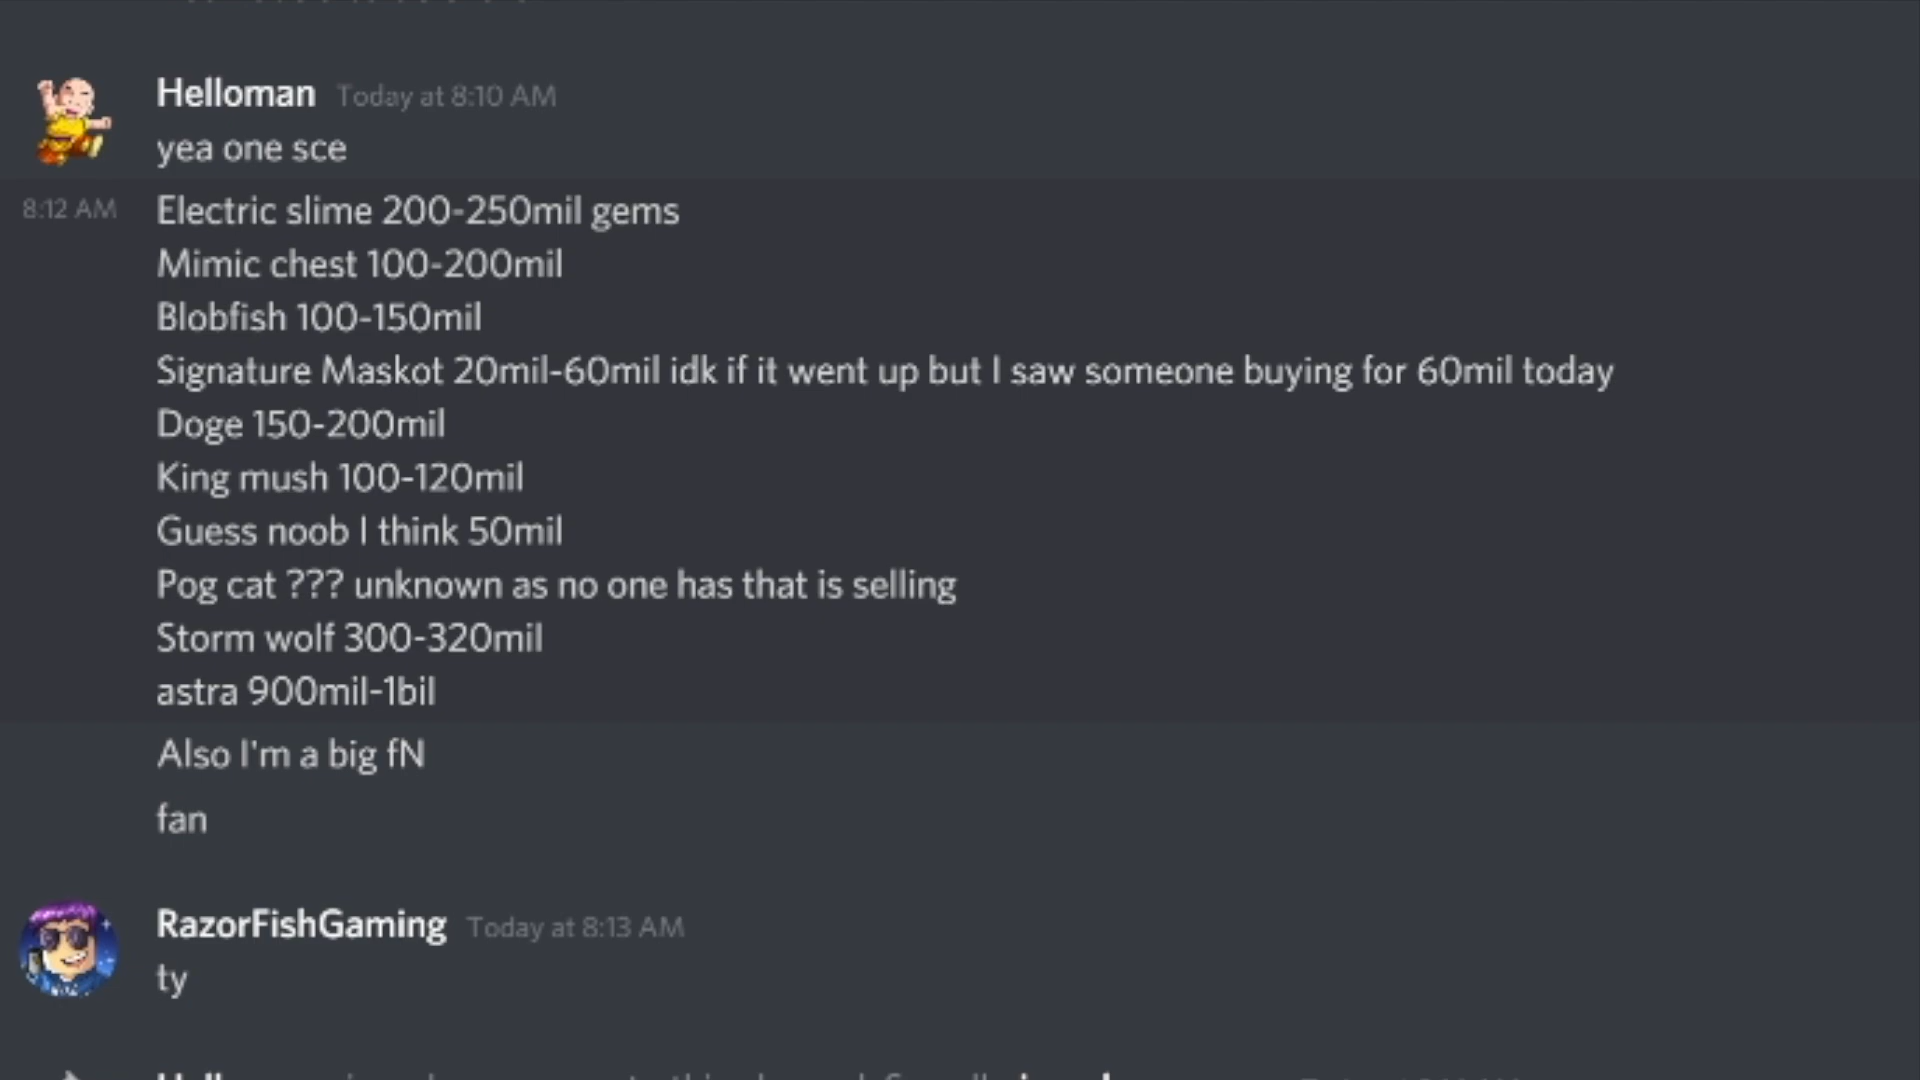 Helloman Today at 8:10 AM
yea one sce
8:12 AM Electric slime 200-250mil gems
Mimic chest 100-200mil
Blobfish 100-150mil
Signature Maskot 20mil-60mil idk if it went up but I saw someone buying for 60mil today
Doge 150-200mil
King mush 100-120mil
Guess noob I think 50mil
Pog cat ??? unknown as no one has that is selling
Storm wolf 300-320mil
astra 900mil-1bil
Also I'm a big fN
fan
RazorFishGaming Today at 8:13 AM
ty